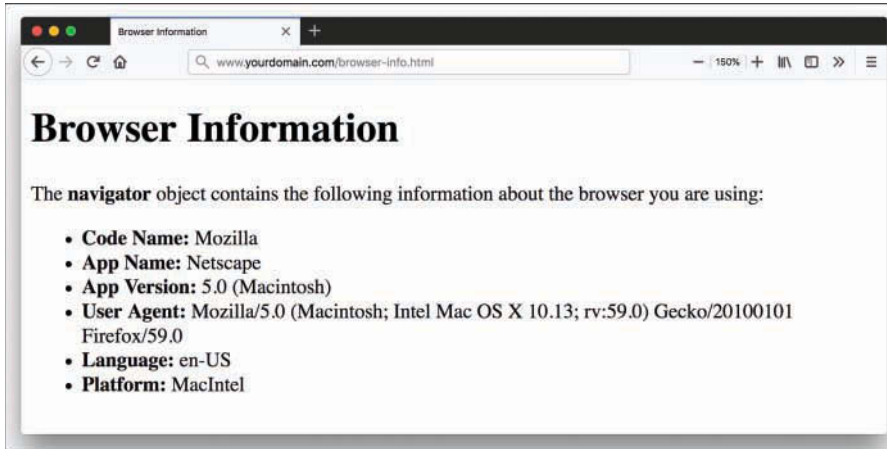 Browser Information
www.yourdomain.com/browser-info.html
150%
Browser Information
The navigator object contains the following information about the browser you are using:
• Code Name: Mozilla
• App Name: Netscape
• App Version: 5.0 (Macintosh)
• User Agent: Mozilla/5.0 (Macintosh; Intel Mac OS X 10.13; rv:59.0) Gecko/20100101
Firefox/59.0
• Language: en-US
• Platform: MacIntel